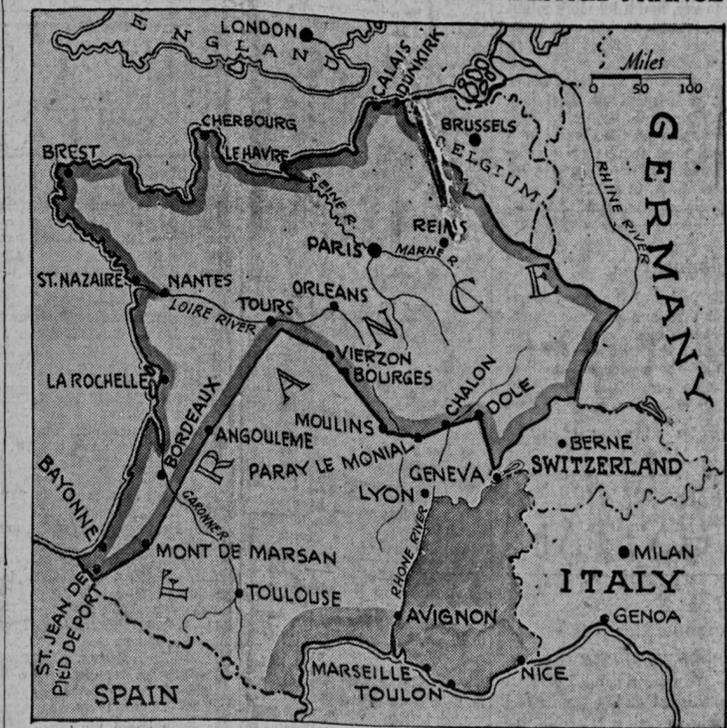 LONDON
ENGLAND
CALAIS
DUNKIRK
Miles
0 50 100
GERMANY
CHERBOURG
LE HAVRE
BRUSSELS
BELGIUM
BREST
SEINE R.
REIMS
RHINE RIVER
PARIS
MARNE R.
ST. NAZAIRE
NANTES
LOIRE RIVER
TOURS
ORLEANS
FRANCE
VIERZON
BOURGES
LA ROCHELLE
BORDEAUX
ANGOULEME
MOULINS
PARAY LE MONIAL
CHALON
DOLE
BERNE
SWITZERLAND
GENEVA
LYON
BAYONNE
GARONNE R.
RHONE RIVER
MONT DE MARSAN
MILAN
ITALY
ST. JEAN DE
PIED DE PORT
TOULOUSE
AVIGNON
GENOA
MARSEILLE
TOULON
NICE
SPAIN